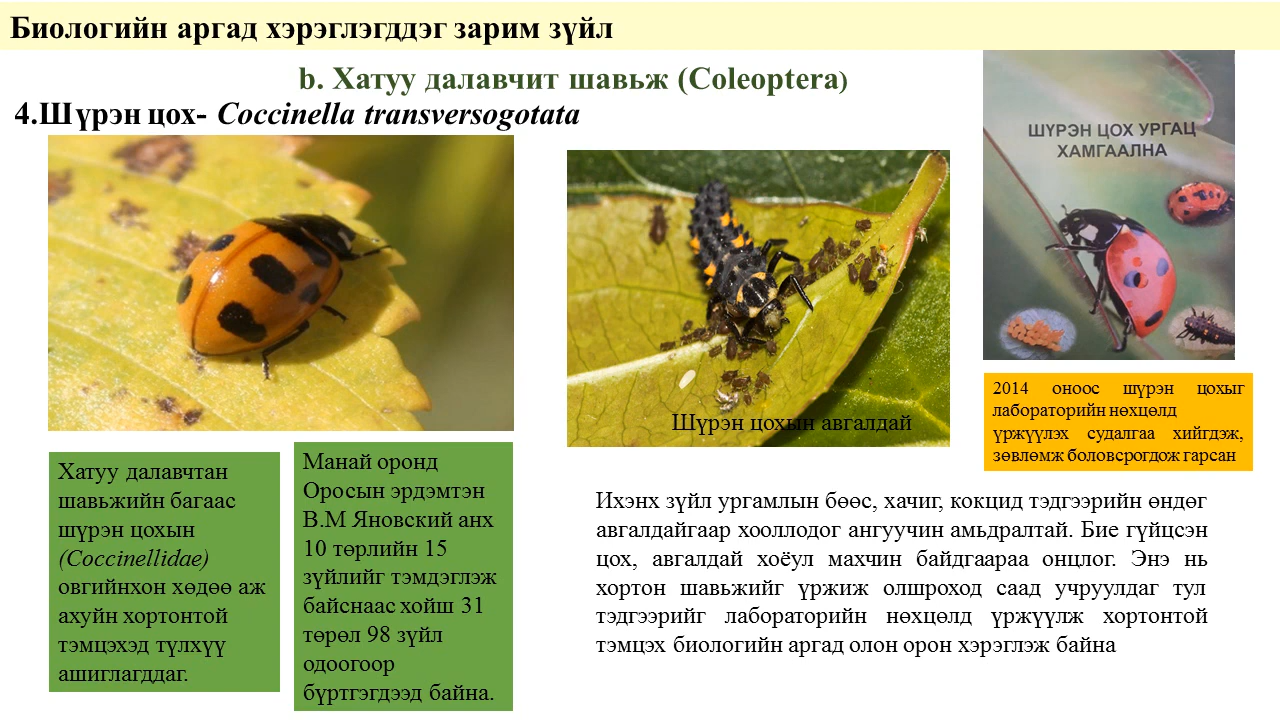 Биологийн аргад хэрэглэгддэг зарим зүйл
b. Хатуу далавчит шавьж (Coleoptera)
4.Шүрэн цох- Coccinella transversogotata
ШҮРЭН ЦОХ УРГАЦ
ХАМГААЛНА
Шүрэн цохын авгалдай
2014 оноос шүрэн цохыг
лабораторийн нөхцөлд
үржүүлэх судалгаа хийгдэж,
зөвлөмж боловсрогдож гарсан
Хатуу далавчтан
шавьжийн багаас
шүрэн цохын
(Coccinellidae)
овгийнхон хөдөө аж
ахуйн хортонтой
тэмцэхэд түлхүү
ашиглагддаг.
Манай оронд
Оросын эрдэмтэн
В.М Яновский анх
10 төрлийн 15
зүйлийг тэмдэглэж
байснаас хойш 31
төрөл 98 зүйл
одоогоор
бүртгэгдээд байна.
Ихэнх зүйл ургамлын бөөс, хачиг, кокцид тэдгээрийн өндөг
авгалдайгаар хооллодог ангуучин амьдралтай. Бие гүйцсэн
цох, авгалдай хоёул махчин байдгаараа онцлог. Энэ нь
хортон шавьжийг үржиж олшроход саад учруулдаг тул
тэдгээрийг лабораторийн нөхцөлд үржүүлж хортонтой
тэмцэх биологийн аргад олон орон хэрэглэж байна